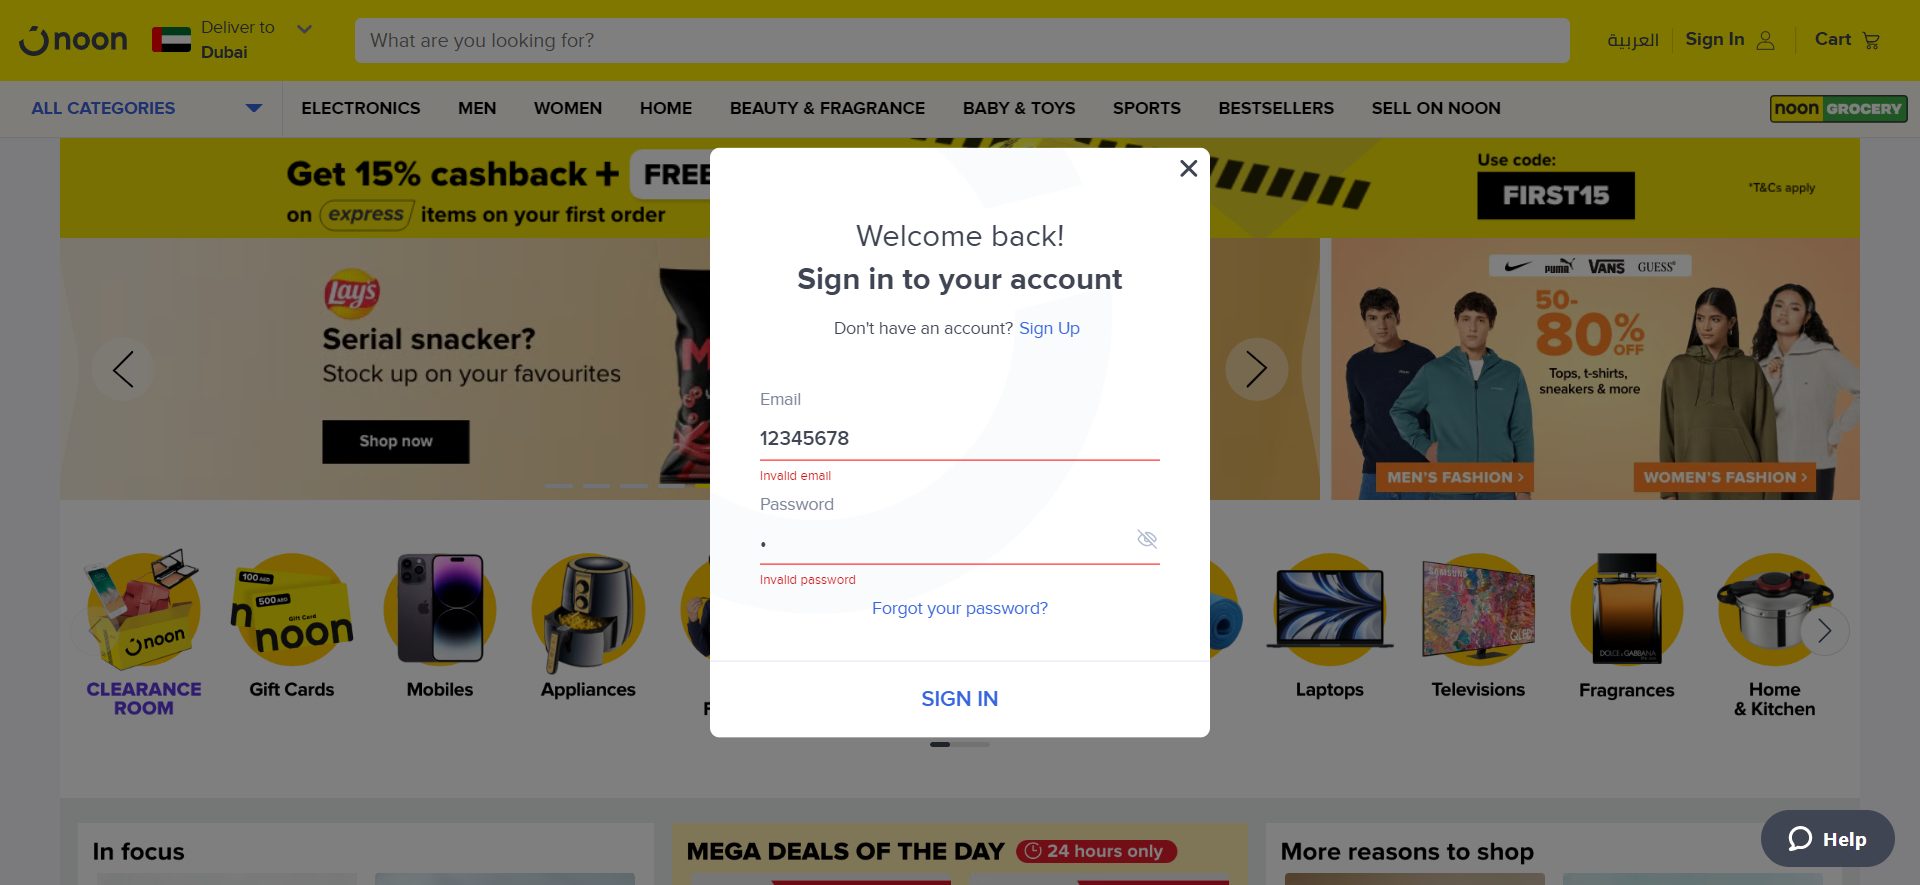 noon
Deliver to
Dubai
What are you looking for?
العربية
Sign In
Cart
ALL CATEGORIES
ELECTRONICS
MEN
WOMEN
HOME
BEAUTY & FRAGRANCE
BABY & TOYS
SPORTS
BESTSELLERS
SELL ON NOON
noon GROCERY
Get 15% cashback + FREE
on express items on your first order
Use code:
FIRST15
*T&Cs apply
Lay's
Serial snacker?
Stock up on your favourites
Shop now
PUMA
VANS
GUESS
50-
80%
OFF
Tops, t-shirts,
sneakers & more
MEN'S FASHION >
WOMEN'S FASHION >
Welcome back!
Sign in to your account
Don't have an account? Sign Up
Email
12345678
Invalid email
Password
•
Invalid password
Forgot your password?
SIGN IN
noon
100 AED
500 AED
Gift Card
noon
SAMSUNG
QLED
DOLCE & GABBANA
CLEARANCE
ROOM
Gift Cards
Mobiles
Appliances
Laptops
Televisions
Fragrances
Home
& Kitchen
In focus
MEGA DEALS OF THE DAY
24 hours only
More reasons to shop
Help